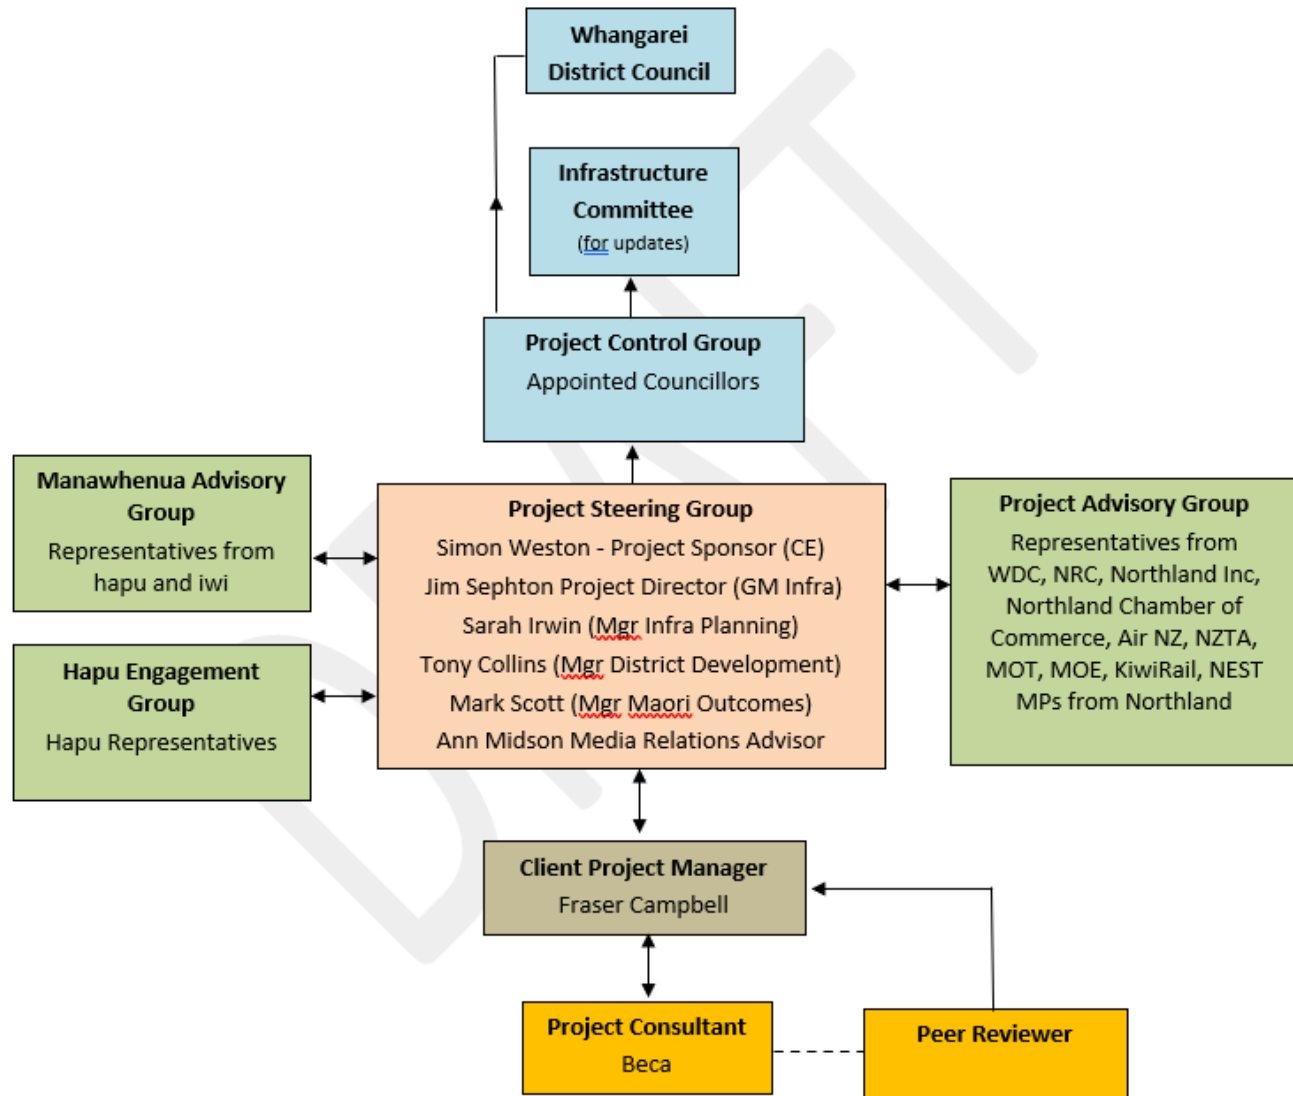 Whangarei
District Council
Infrastructure
Committee
(for updates)
Project Control Group
Appointed Councillors
Manawhenua Advisory
Group
Representatives from
hapu and iwi
Hapu Engagement
Group
Hapu Representatives
Project Steering Group
Simon Weston - Project Sponsor (CE)
Jim Sephton Project Director (GM Infra)
Sarah Irwin (Mgr Infra Planning)
Tony Collins (Mgr District Development)
Mark Scott (Mgr Maori Outcomes)
Ann Midson Media Relations Advisor
Project Advisory Group
Representatives from
WDC, NRC, Northland Inc,
Northland Chamber of
Commerce, Air NZ, NZTA,
MOT, MOE, KiwiRail, NEST
MPs from Northland
Client Project Manager
Fraser Campbell
Project Consultant
Beca
Peer Reviewer
DRAFT